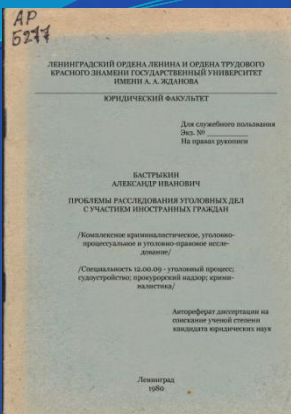 АР
5277
ЛЕНИНГРАДСКИЙ ОРДЕНА ЛЕНИНА И ОРДЕНА ТРУДОВОГО
КРАСНОГО ЗНАМЕНИ ГОСУДАРСТВЕННЫЙ УНИВЕРСИТЕТ
ИМЕНИ А. А. ЖДАНОВА
ЮРИДИЧЕСКИЙ ФАКУЛЬТЕТ
Для служебного пользования
Экз. №
На правах рукописи
БАСТРЫКИН
АЛЕКСАНДР ИВАНОВИЧ
ПРОБЛЕМЫ РАССЛЕДОВАНИЯ УГОЛОВНЫХ ДЕЛ
С УЧАСТИЕМ ИНОСТРАННЫХ ГРАЖДАН
/Комплексное криминалистическое, уголовно-
процессуальное и уголовно-правовое иссле-
дование/
/Специальность 12.00.09 - уголовный процесс;
судоустройство; прокурорский надзор; крими-
налистика/
Автореферат диссертации на
соискание ученой степени
кандидата юридических наук
Ленинград
1980